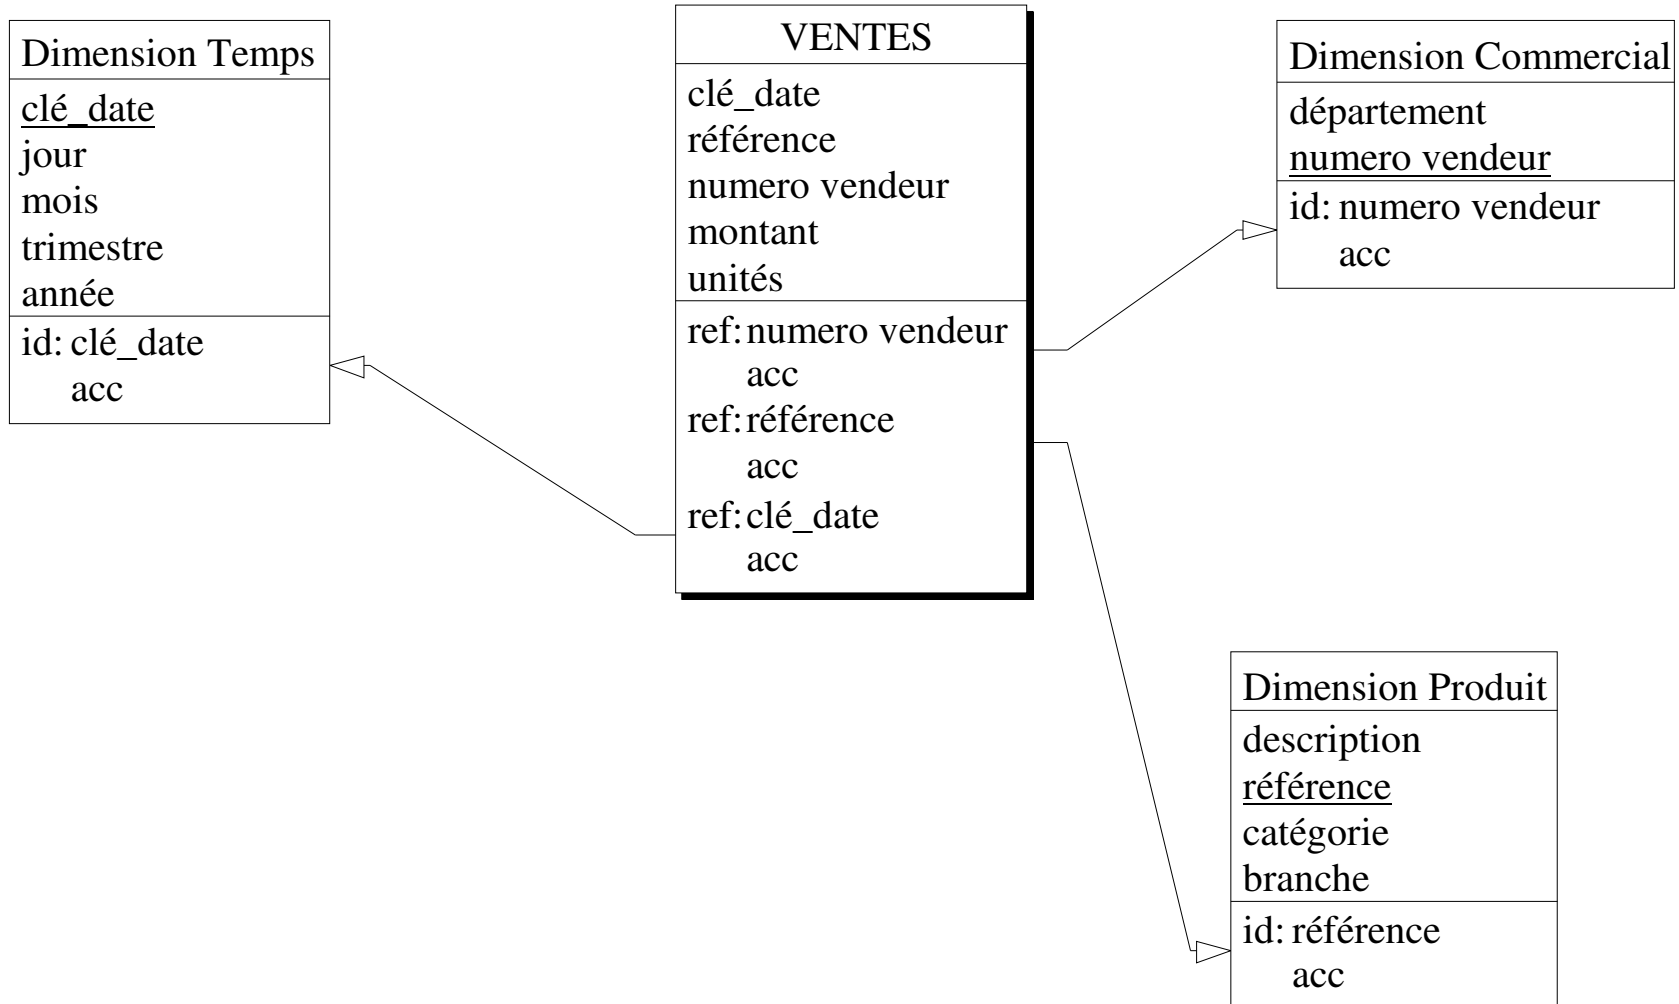 Dimension Temps
clé_date
jour
mois
trimestre
année
id: clé_date
acc
VENTES
clé_date
référence
numero vendeur
montant
unités
ref: numero vendeur
acc
ref: référence
acc
ref: clé_date
acc
Dimension Commercial
département
numero vendeur
id: numero vendeur
acc
Dimension Produit
description
référence
catégorie
branche
id: référence
acc